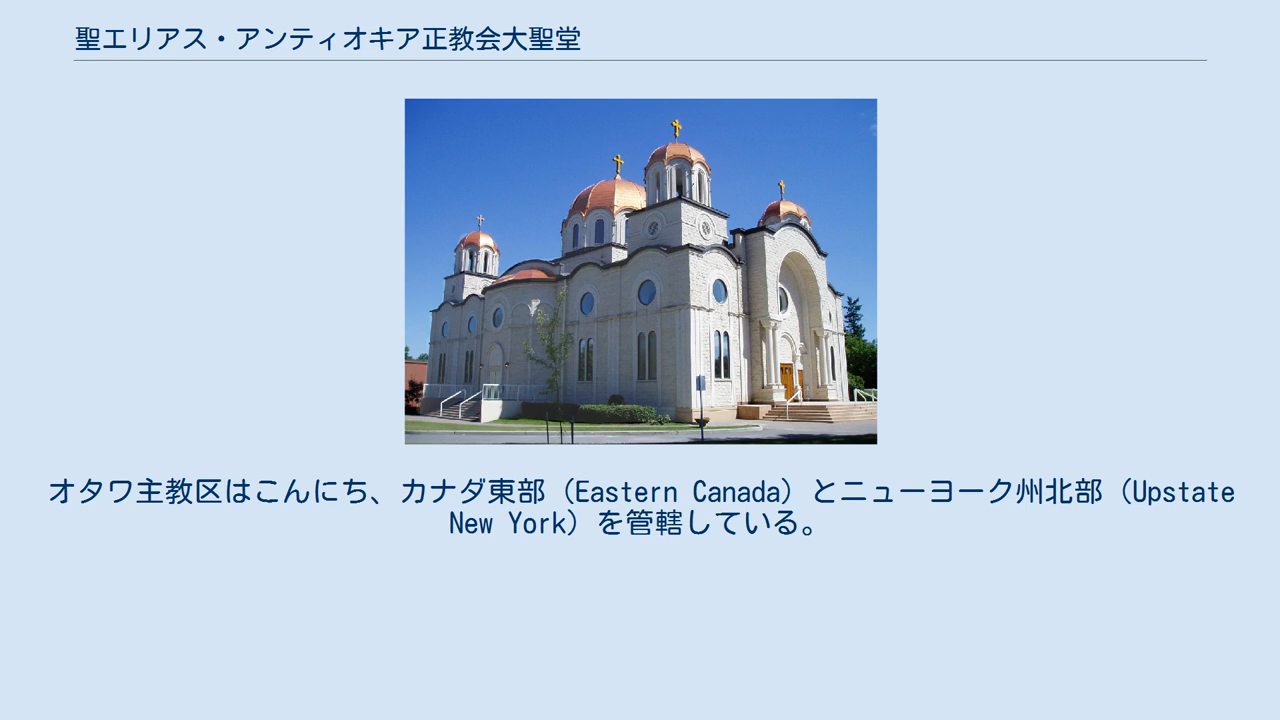 聖エリアス・アンティオキア正教会大聖堂
オタワ主教区はこんにち、カナダ東部（Eastern Canada）とニューヨーク州北部（Upstate
New York）を管轄している。